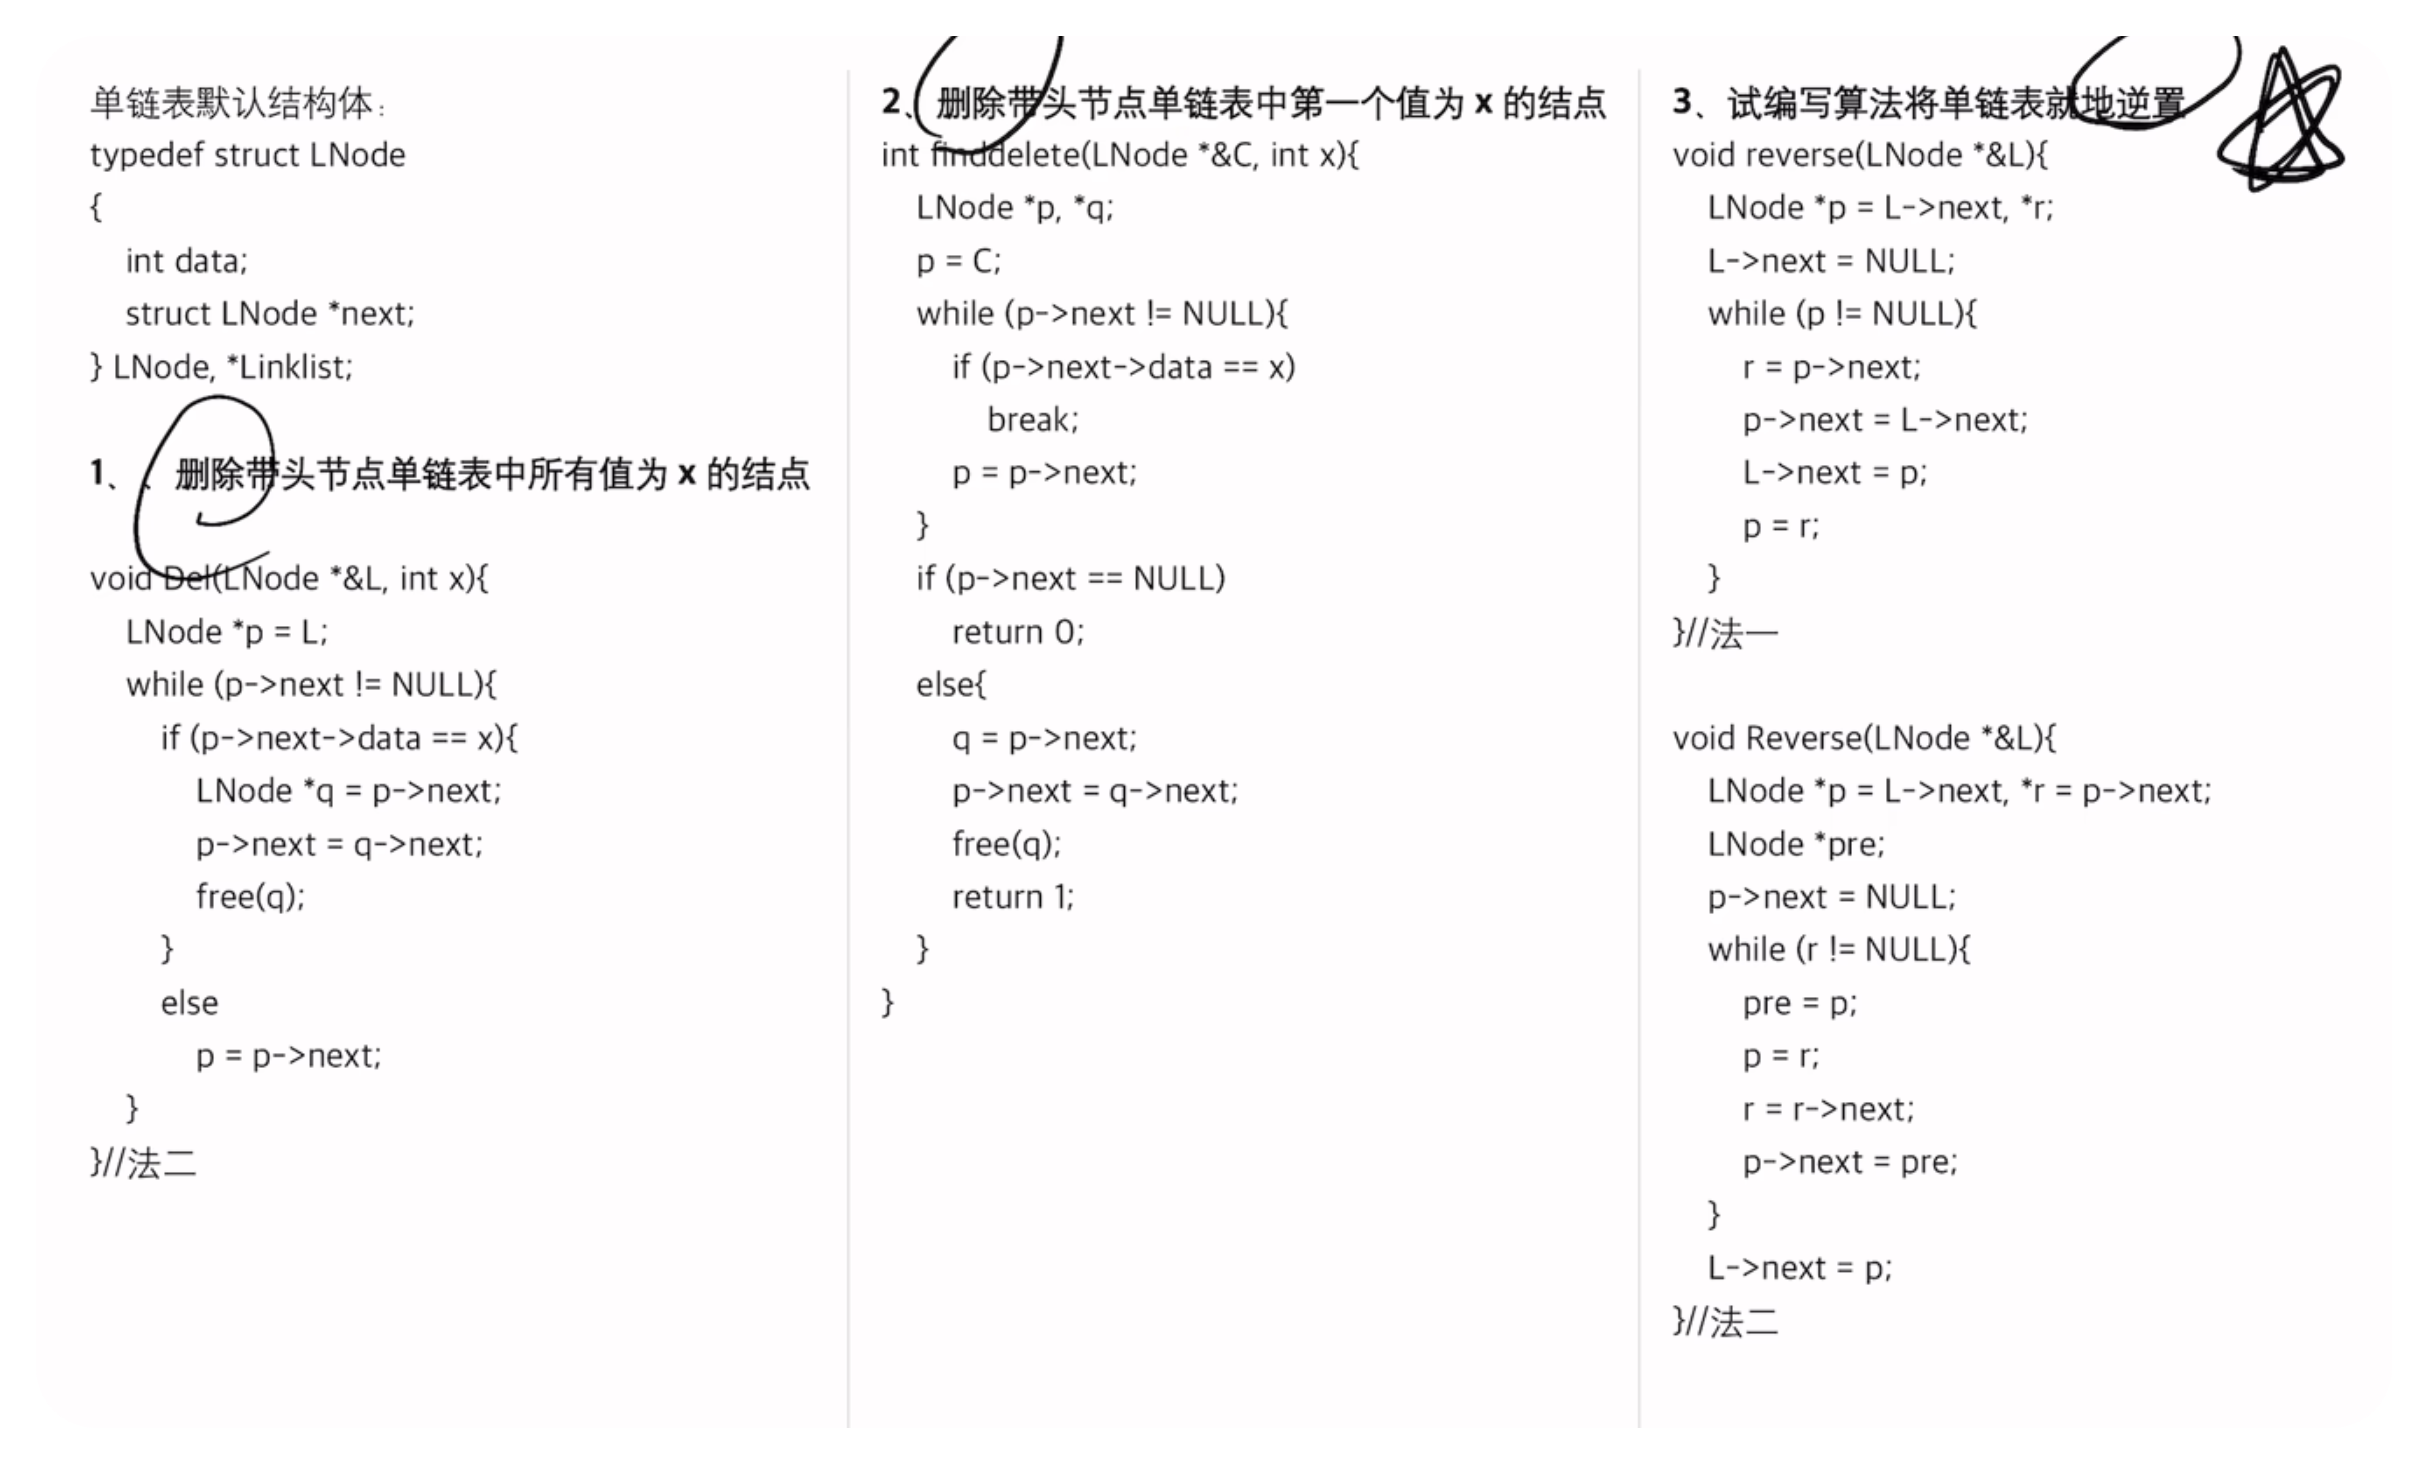 单链表默认结构体：
typedef struct LNode
{
    int data;
    struct LNode *next;
} LNode, *Linklist;
1、、删除带头节点单链表中所有值为 x 的结点
void Del(LNode *&L, int x){
    LNode *p = L;
    while (p->next != NULL){
        if (p->next->data == x){
            LNode *q = p->next;
            p->next = q->next;
            free(q);
        }
        else
            p = p->next;
    }
}//法二
2、删除带头节点单链表中第一个值为 x 的结点
int finddelete(LNode *&C, int x){
    LNode *p, *q;
    p = C;
    while (p->next != NULL){
        if (p->next->data == x)
            break;
        p = p->next;
    }
    if (p->next == NULL)
        return 0;
    else{
        q = p->next;
        p->next = q->next;
        free(q);
        return 1;
    }
}
3、试编写算法将单链表就地逆置
void reverse(LNode *&L){
    LNode *p = L->next, *r;
    L->next = NULL;
    while (p != NULL){
        r = p->next;
        p->next = L->next;
        L->next = p;
        p = r;
    }
}//法一
void Reverse(LNode *&L){
    LNode *p = L->next, *r = p->next;
    LNode *pre;
    p->next = NULL;
    while (r != NULL){
        pre = p;
        p = r;
        r = r->next;
        p->next = pre;
    }
    L->next = p;
}//法二